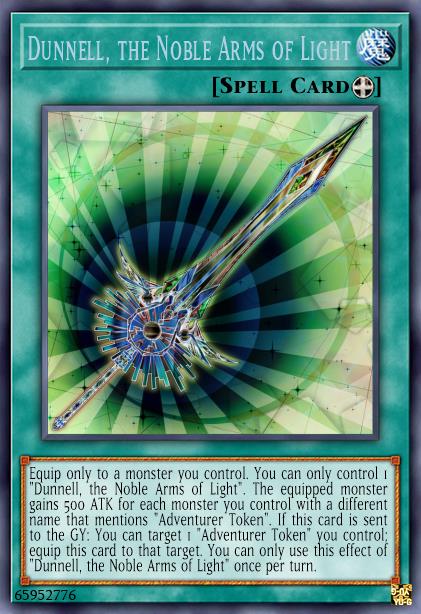 Dunnell, the Noble Arms of Light
[Spell Card]
Equip only to a monster you control. You can only control 1
"Dunnell, the Noble Arms of Light". The equipped monster
gains 500 ATK for each monster you control with a different
name that mentions "Adventurer Token". If this card is sent
to the GY: You can target 1 "Adventurer Token" you control;
equip this card to that target. You can only use this effect of
"Dunnell, the Noble Arms of Light" once per turn.
65952776